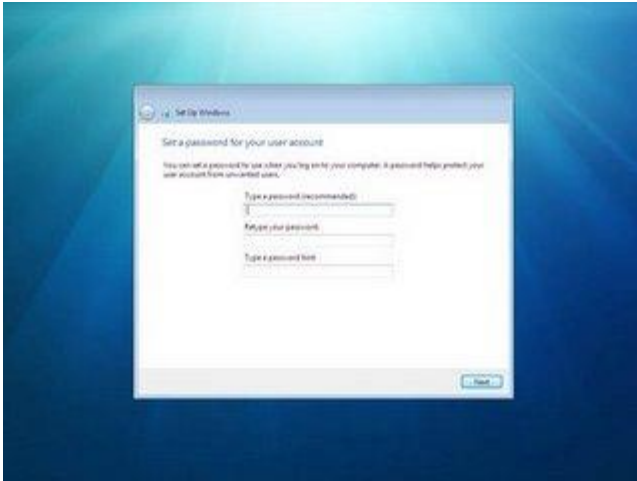 Set Up Windows
Set a password for your user account
You can set a password to use when you log on to your computer. A password helps protect your
user account from unwanted users.
Type a password (recommended):
Retype your password:
Type a password hint:
Next